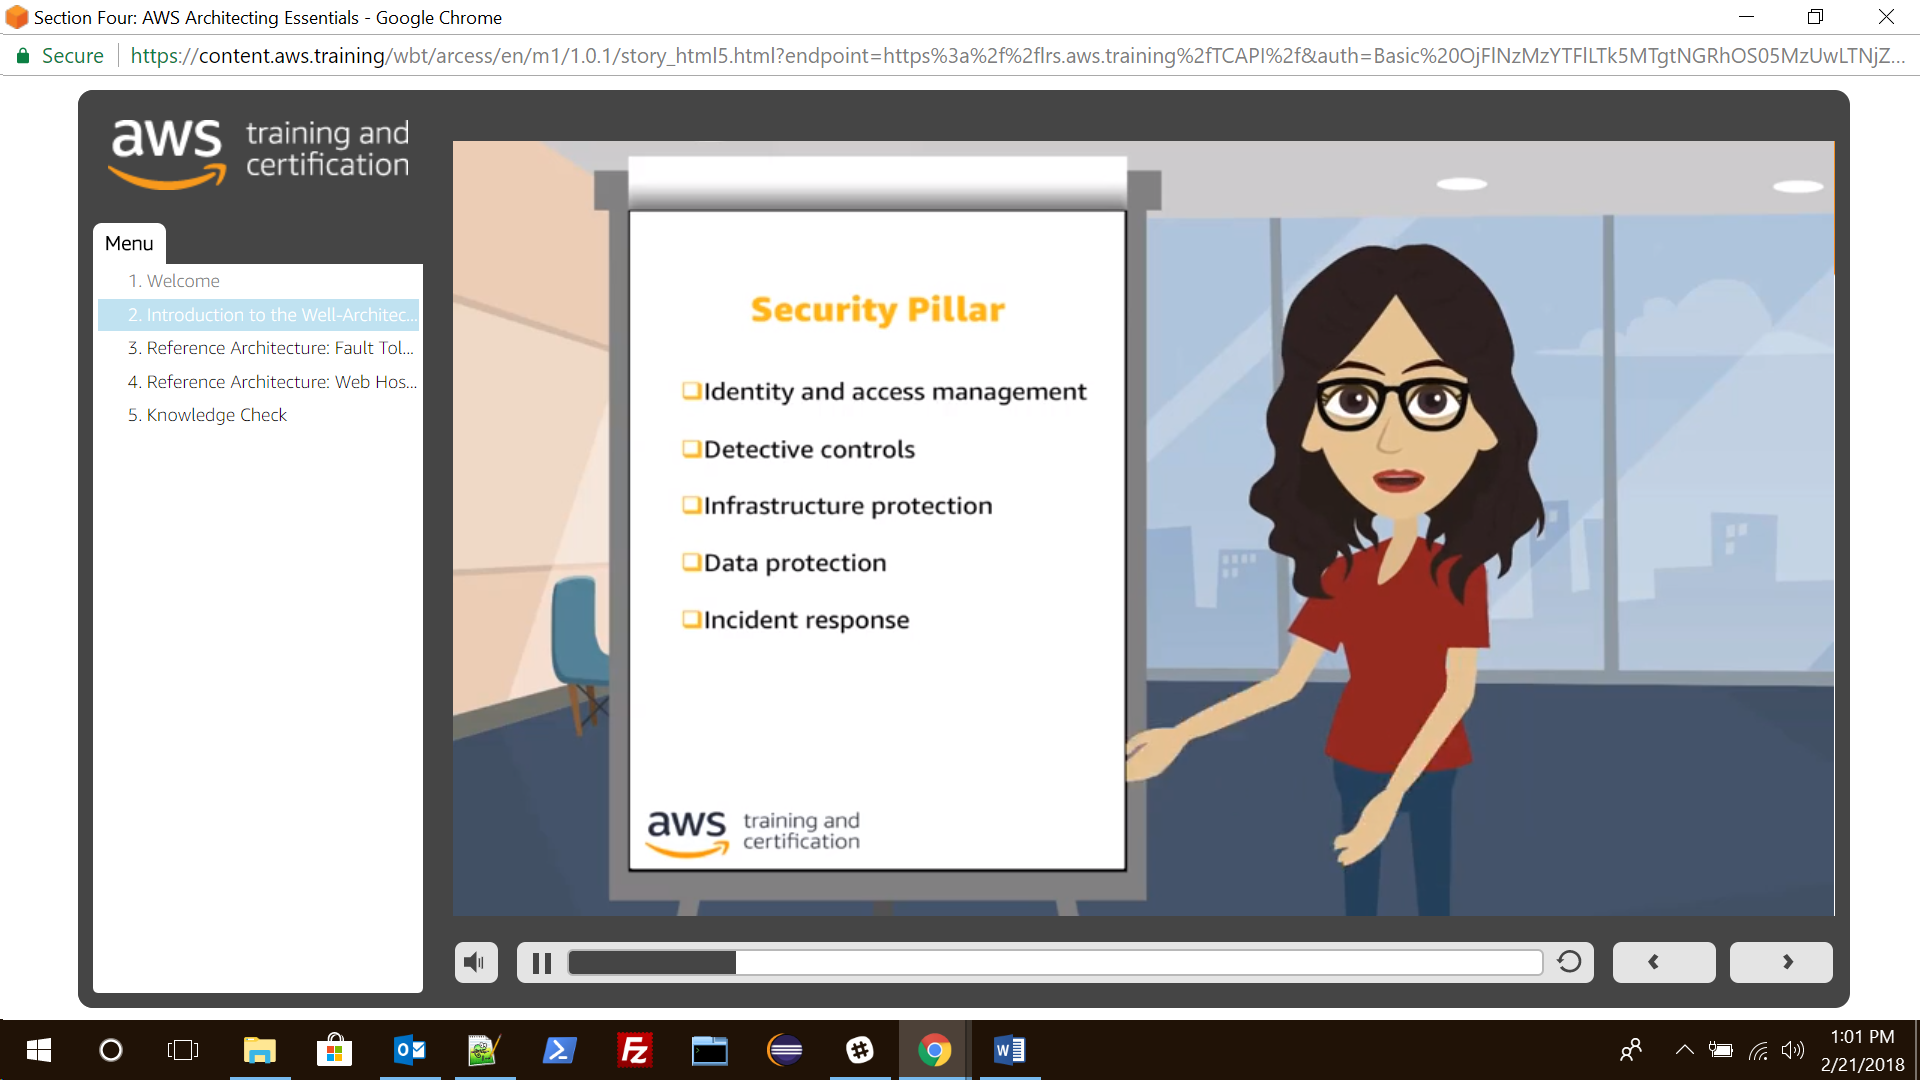 Section Four: AWS Architecting Essentials - Google Chrome
Secure
https://content.aws.training/wbt/arcess/en/m1/1.0.1/story_html5.html?endpoint=https%3a%2f%2flrs.aws.training%2fTCAPI%2f&auth=Basic%20OjFlNzMzYTFlLTk5MTgtNGRhOS05MzUwLTNjZ...
aws training and
certification
Menu
1. Welcome
2. Introduction to the Well-Architec...
3. Reference Architecture: Fault Tol...
4. Reference Architecture: Web Hos...
5. Knowledge Check
Security Pillar
Identity and access management
Detective controls
Infrastructure protection
Data protection
Incident response
aws training and
certification
1:01 PM
2/21/2018